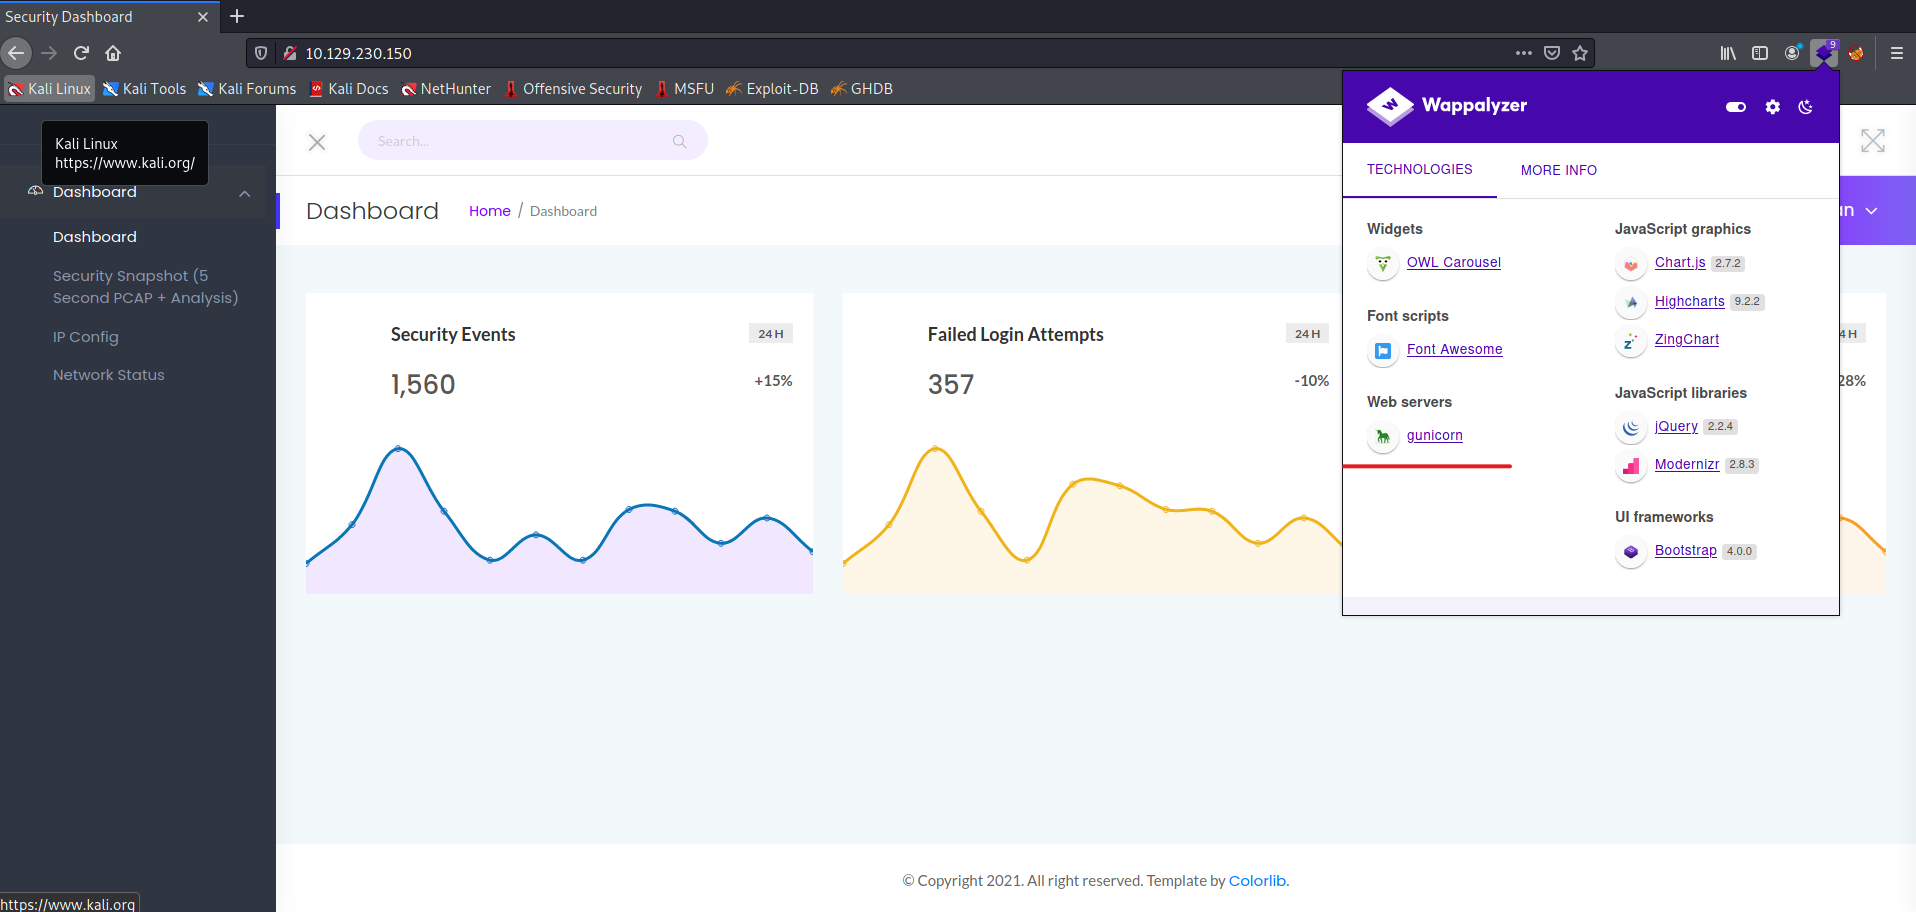 Security Dashboard
10.129.230.150
9
Kali Linux
Kali Tools
Kali Forums
Kali Docs
NetHunter
Offensive Security
MSFU
Exploit-DB
GHDB
Kali Linux
https://www.kali.org/
Dashboard
Dashboard
Security Snapshot (5
Second PCAP + Analysis)
IP Config
Network Status
Search...
Dashboard
Home / Dashboard
Security Events
24 H
1,560
+15%
Failed Login Attempts
24 H
357
-10%
Wappalyzer
TECHNOLOGIES
MORE INFO
Widgets
OWL Carousel
Font scripts
Font Awesome
Web servers
gunicorn
JavaScript graphics
Chart.js 2.7.2
Highcharts 9.2.2
ZingChart
JavaScript libraries
jQuery 2.2.4
Modernizr 2.8.3
UI frameworks
Bootstrap 4.0.0
4 H
28%
© Copyright 2021. All right reserved. Template by Colorlib.
https://www.kali.org